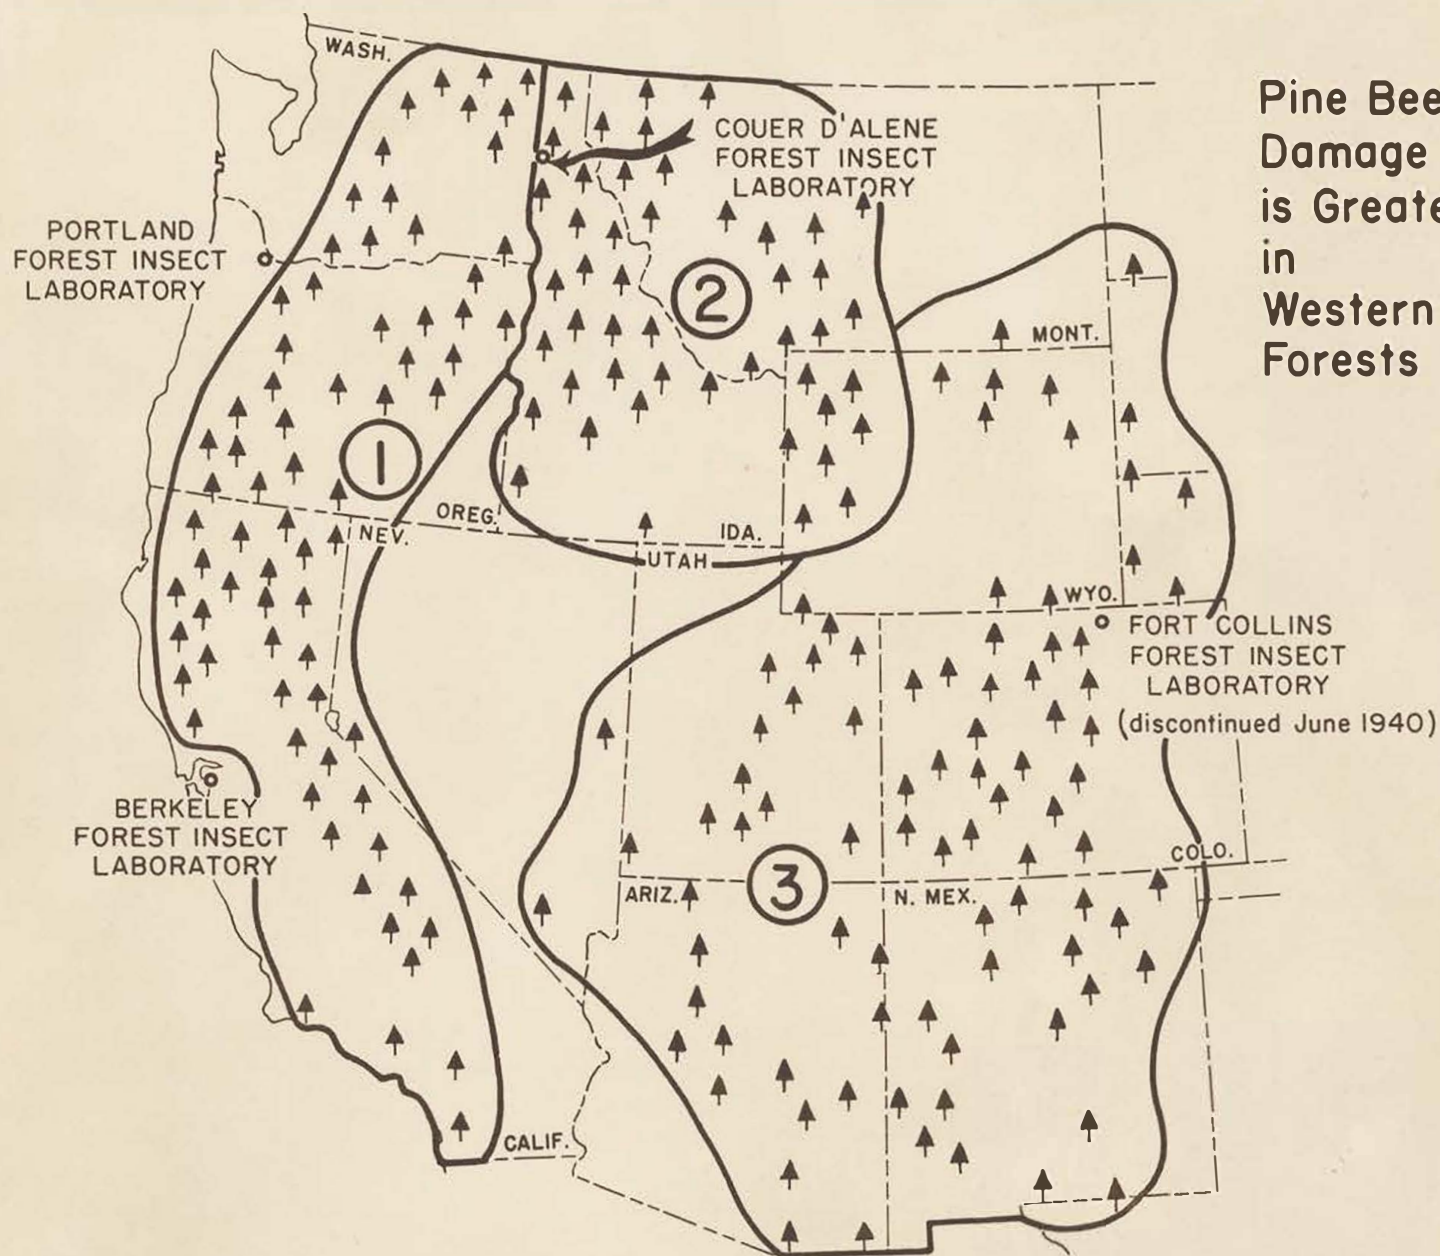 Pine Bee
Damage
is Greate
in
Western
Forests
WASH.
COUER D'ALENE
FOREST INSECT
LABORATORY
PORTLAND
FOREST INSECT
LABORATORY
2
MONT.
1
OREG.
NEV.
IDA.
UTAH
WYO.
FORT COLLINS
FOREST INSECT
LABORATORY
(discontinued June 1940)
BERKELEY
FOREST INSECT
LABORATORY
COLO.
ARIZ.
3
N. MEX.
CALIF.